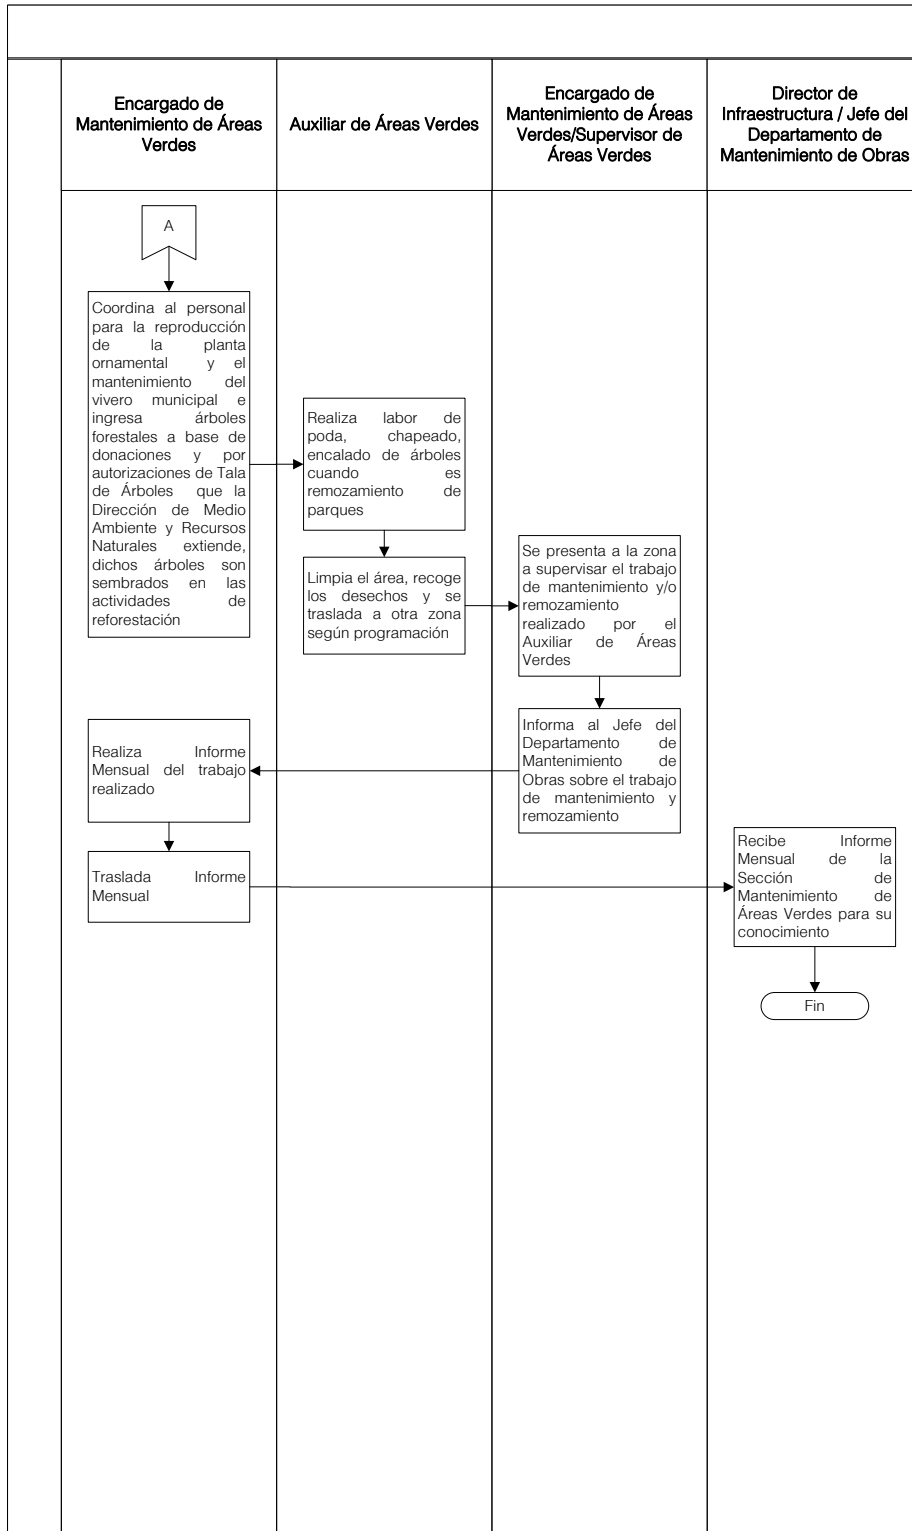 Encargado de
Mantenimiento de Áreas
Verdes
Auxiliar de Áreas Verdes
Encargado de
Mantenimiento de Áreas
Verdes/Supervisor de
Áreas Verdes
Director de
Infraestructura / Jefe del
Departamento de
Mantenimiento de Obras
A
Coordina al personal
para la reproducción
de la planta
ornamental y el
mantenimiento del
vivero municipal e
ingresa árboles
forestales a base de
donaciones y por
autorizaciones de Tala
de Árboles que la
Dirección de Medio
Ambiente y Recursos
Naturales extiende,
dichos árboles son
sembrados en las
actividades de
reforestación
Realiza labor de
poda, chapeado,
encalado de árboles
cuando es
remozamiento de
parques
Limpia el área, recoge
los desechos y se
traslada a otra zona
según programación
Se presenta a la zona
a supervisar el trabajo
de mantenimiento y/o
remozamiento
realizado por el
Auxiliar de Áreas
Verdes
Informa al Jefe del
Departamento de
Mantenimiento de
Obras sobre el trabajo
de mantenimiento y
remozamiento
Realiza Informe
Mensual del trabajo
realizado
Traslada Informe
Mensual
Recibe Informe
Mensual de la
Sección de
Mantenimiento de
Áreas Verdes para su
conocimiento
Fin